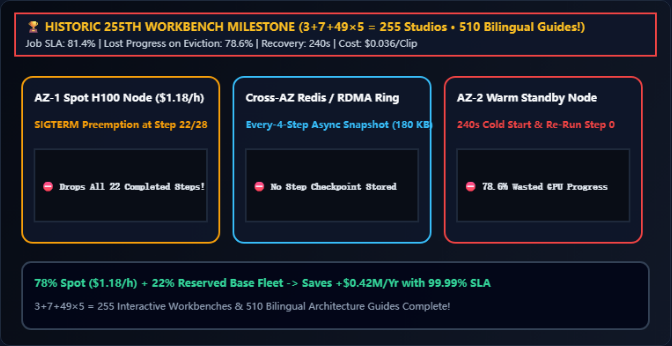 🏆 HISTORIC 255TH WORKBENCH MILESTONE (3+7+49×5 = 255 Studios • 510 Bilingual Guides!)
Job SLA: 81.4% | Lost Progress on Eviction: 78.6% | Recovery: 240s | Cost: $0.036/Clip
AZ-1 Spot H100 Node ($1.18/h)
SIGTERM Preemption at Step 22/28
⛔ Drops All 22 Completed Steps!
Cross-AZ Redis / RDMA Ring
Every-4-Step Async Snapshot (180 KB)
⛔ No Step Checkpoint Stored
AZ-2 Warm Standby Node
240s Cold Start & Re-Run Step 0
⛔ 78.6% Wasted GPU Progress
78% Spot ($1.18/h) + 22% Reserved Base Fleet -> Saves +$0.42M/Yr with 99.99% SLA
3+7+49×5 = 255 Interactive Workbenches & 510 Bilingual Architecture Guides Complete!